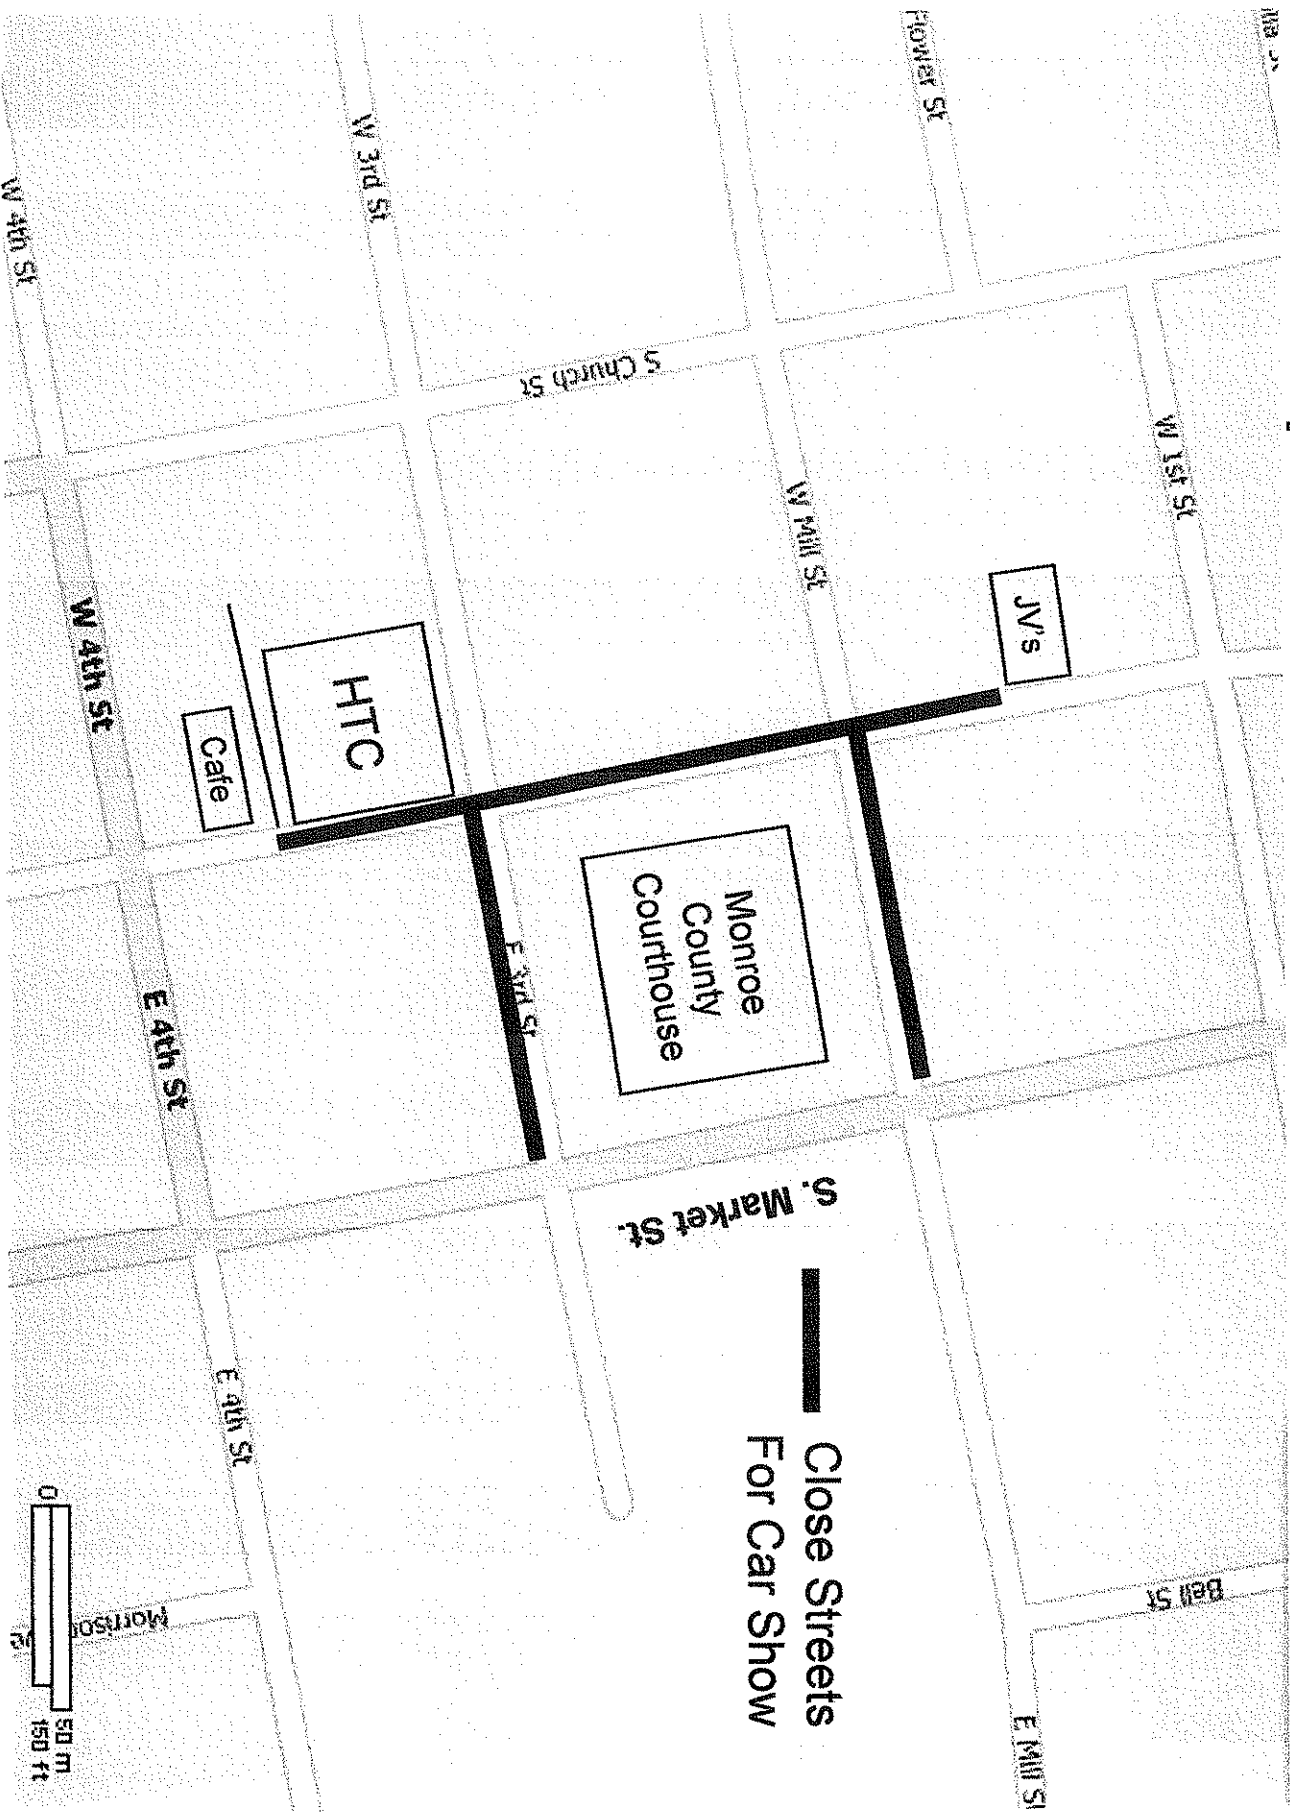 Flower St
W 1st St
JV's
S Church St
W Mill St
W 3rd St
Monroe
County
Courthouse
HTC
E 3rd St
Cafe
W 4th St
W 4th St
E 4th St
E 4th St
S. Market St.
Close Streets
For Car Show
Bell St
E Mill St
Morrison
0
50 m
150 ft